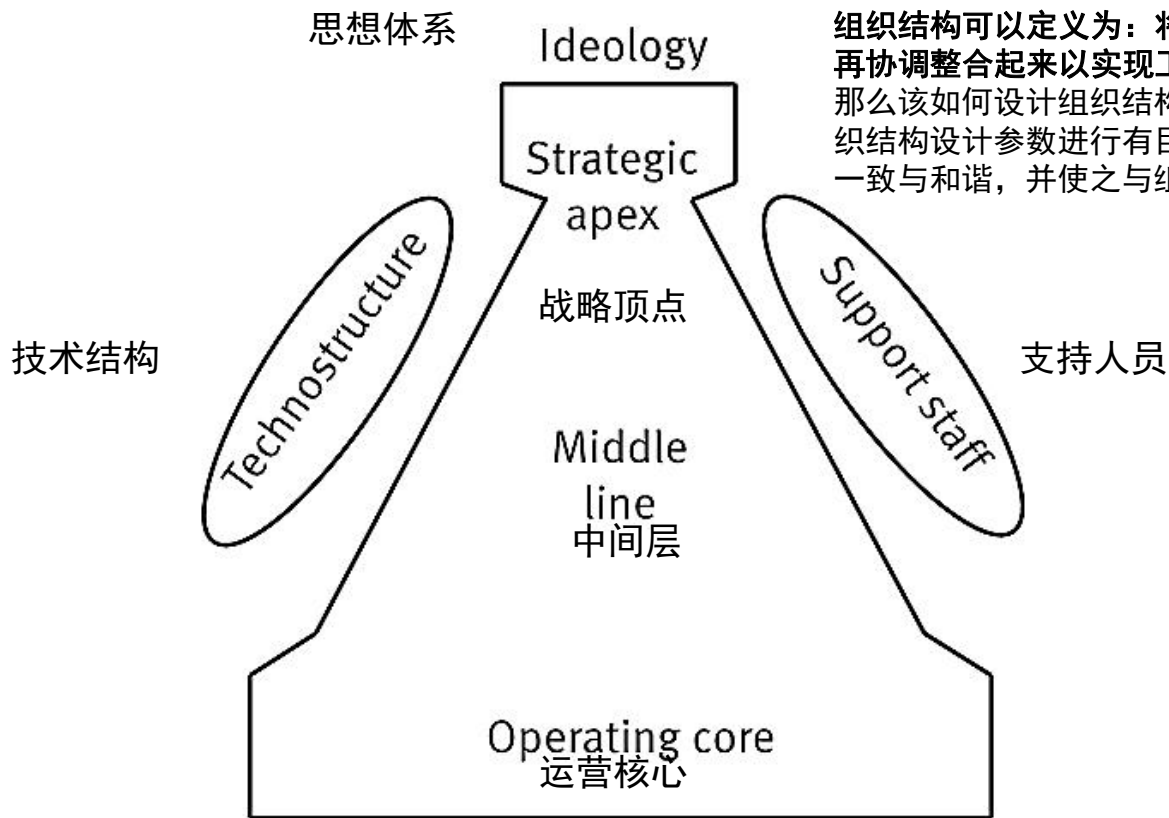 思想体系
Ideology
组织结构可以定义为：将
再协调整合起来以实现工
那么该如何设计组织结构
织结构设计参数进行有目
一致与和谐，并使之与组
Strategic
apex
战略顶点
Technostructure
技术结构
Support staff
支持人员
Middle
line
中间层
Operating core
运营核心